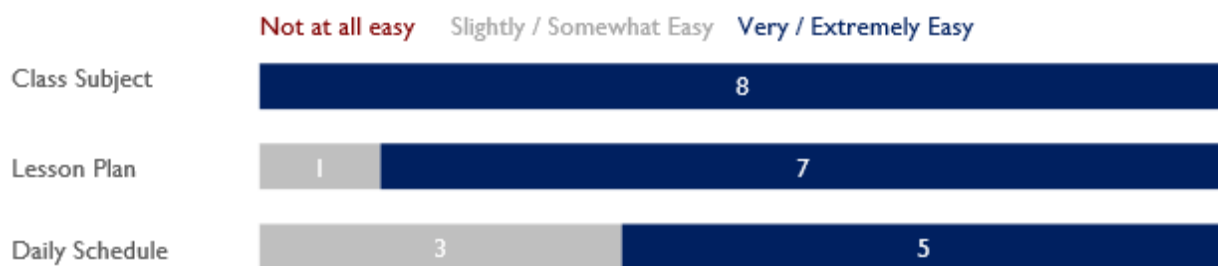 Not at all easy Slightly / Somewhat Easy Very / Extremely Easy
Class Subject 8
Lesson Plan 1 7
Daily Schedule 3 5